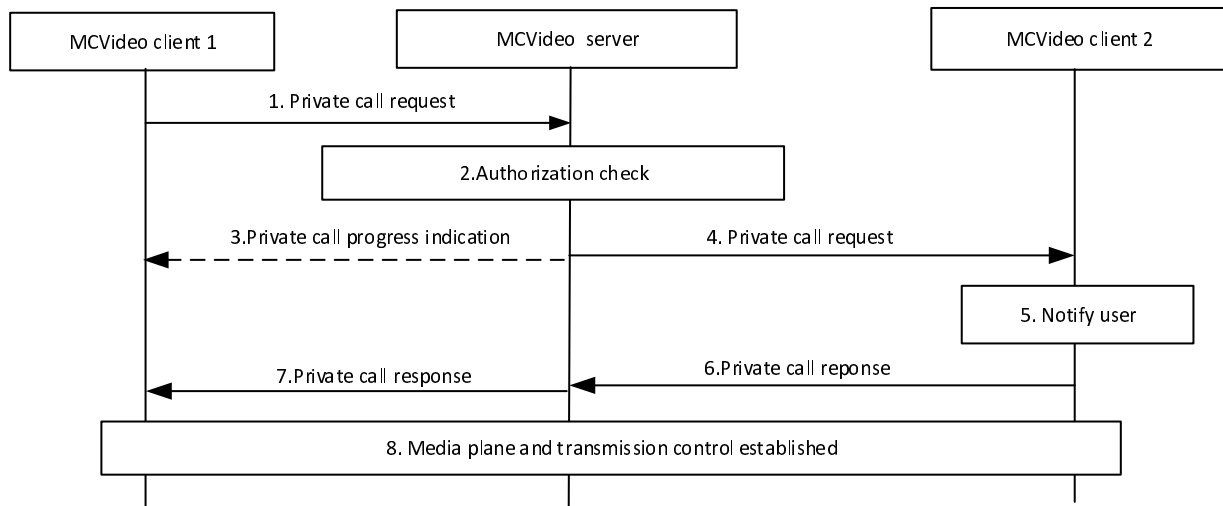 MCVideo client 1
MCVideo server
MCVideo client 2
1. Private call request
2.Authorization check
3.Private call progress indication
4. Private call request
5. Notify user
6.Private call reponse
7.Private call response
8. Media plane and transmission control established